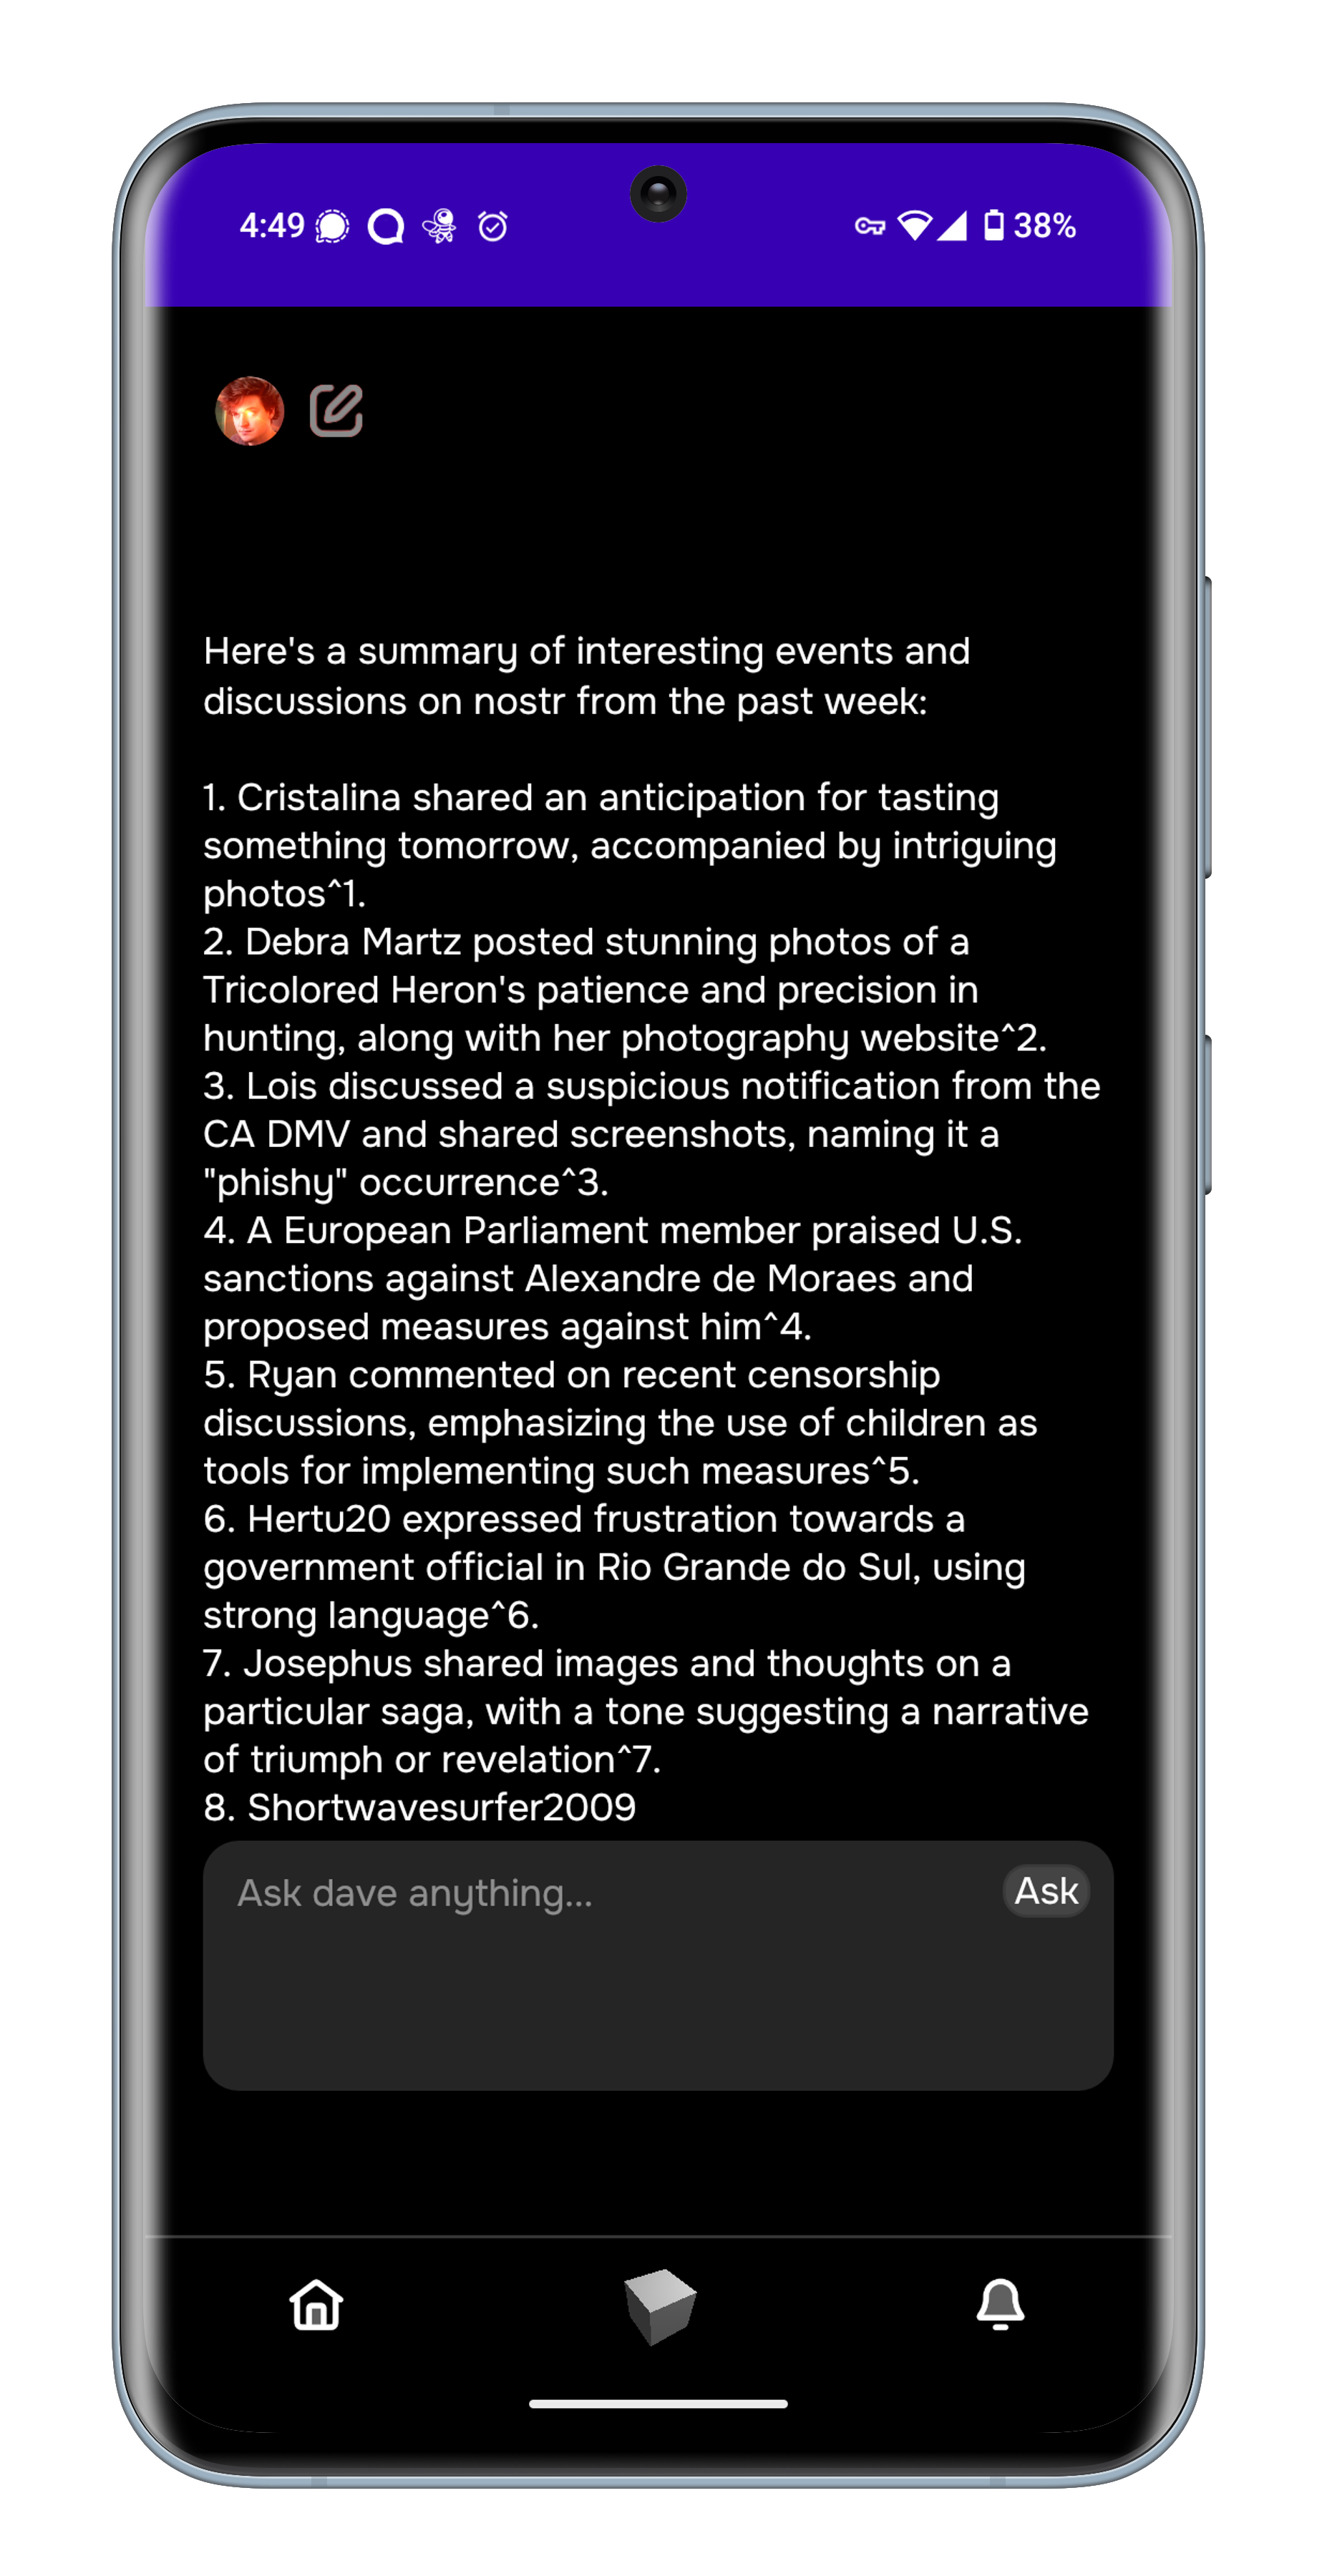 4:49
38%
Here's a summary of interesting events and
discussions on nostr from the past week:
1. Cristalina shared an anticipation for tasting
something tomorrow, accompanied by intriguing
photos^1.
2. Debra Martz posted stunning photos of a
Tricolored Heron's patience and precision in
hunting, along with her photography website^2.
3. Lois discussed a suspicious notification from the
CA DMV and shared screenshots, naming it a
"phishy" occurrence^3.
4. A European Parliament member praised U.S.
sanctions against Alexandre de Moraes and
proposed measures against him^4.
5. Ryan commented on recent censorship
discussions, emphasizing the use of children as
tools for implementing such measures^5.
6. Hertu20 expressed frustration towards a
government official in Rio Grande do Sul, using
strong language^6.
7. Josephus shared images and thoughts on a
particular saga, with a tone suggesting a narrative
of triumph or revelation^7.
8. Shortwavesurfer2009
Ask dave anything...
Ask